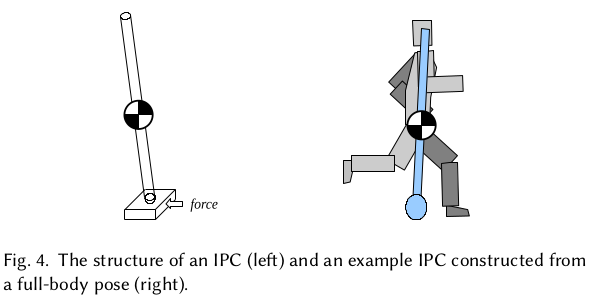 force
Fig. 4. The structure of an IPC (left) and an example IPC constructed from
a full-body pose (right).